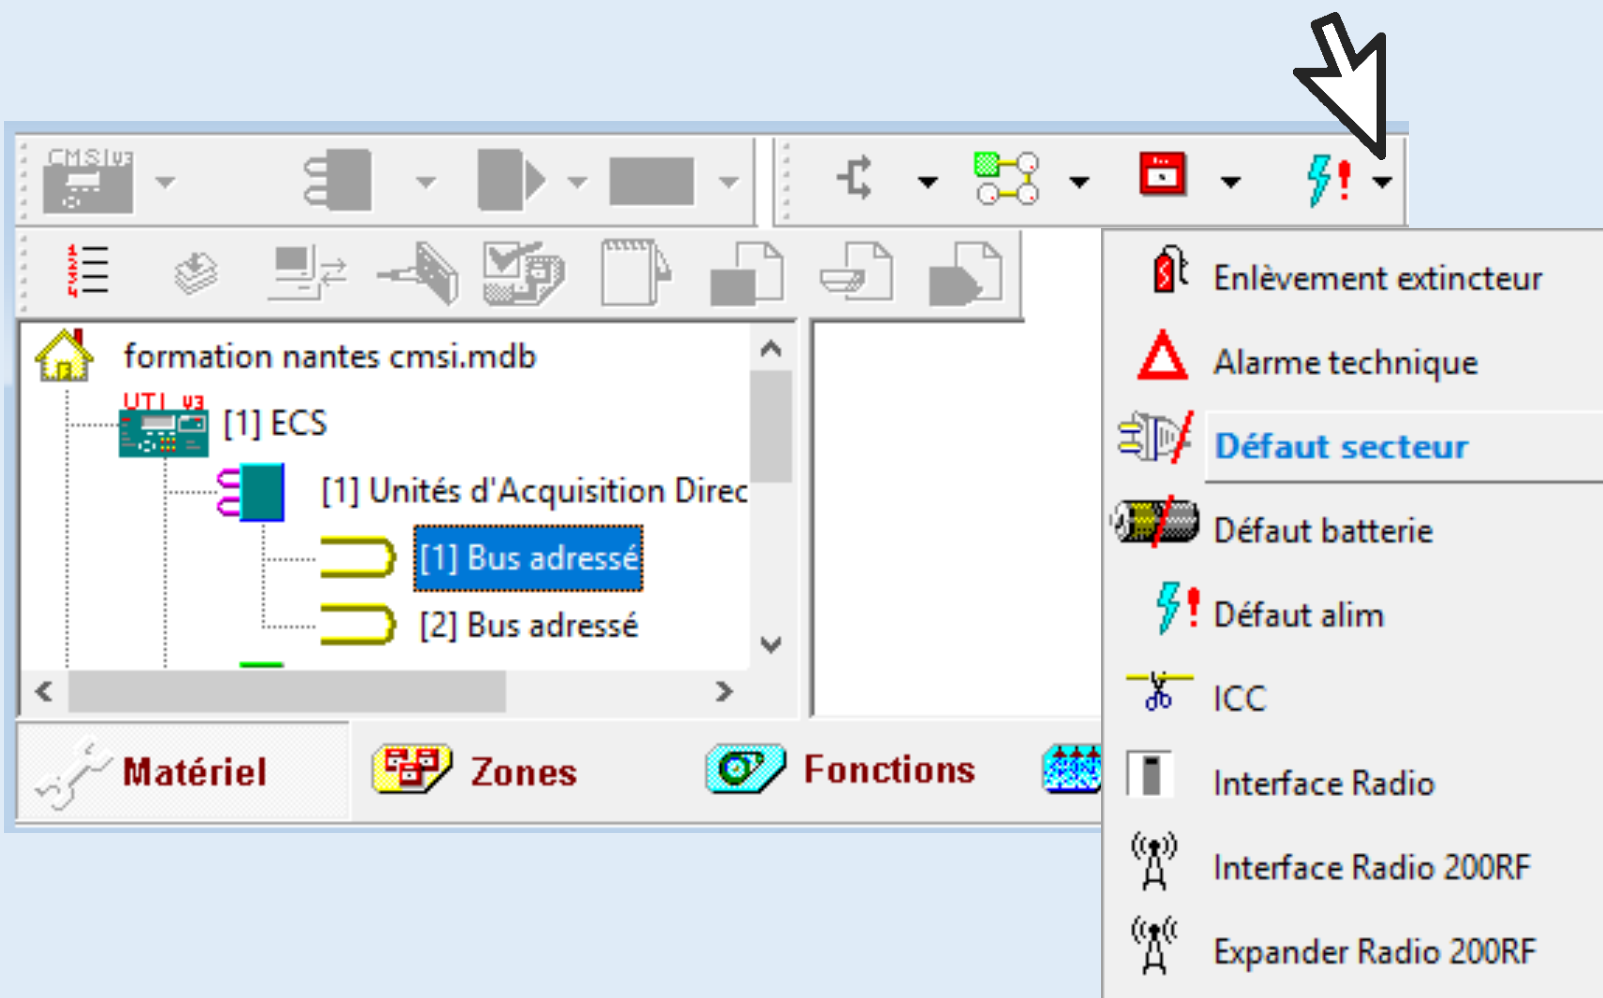 CMSI V3
formation nantes cmsi.mdb
UTI V3
[1] ECS
[1] Unités d'Acquisition Direc
[1] Bus adressé
[2] Bus adressé
Matériel
Zones
Fonctions
Enlèvement extincteur
Alarme technique
Défaut secteur
Défaut batterie
Défaut alim
ICC
Interface Radio
Interface Radio 200RF
Expander Radio 200RF